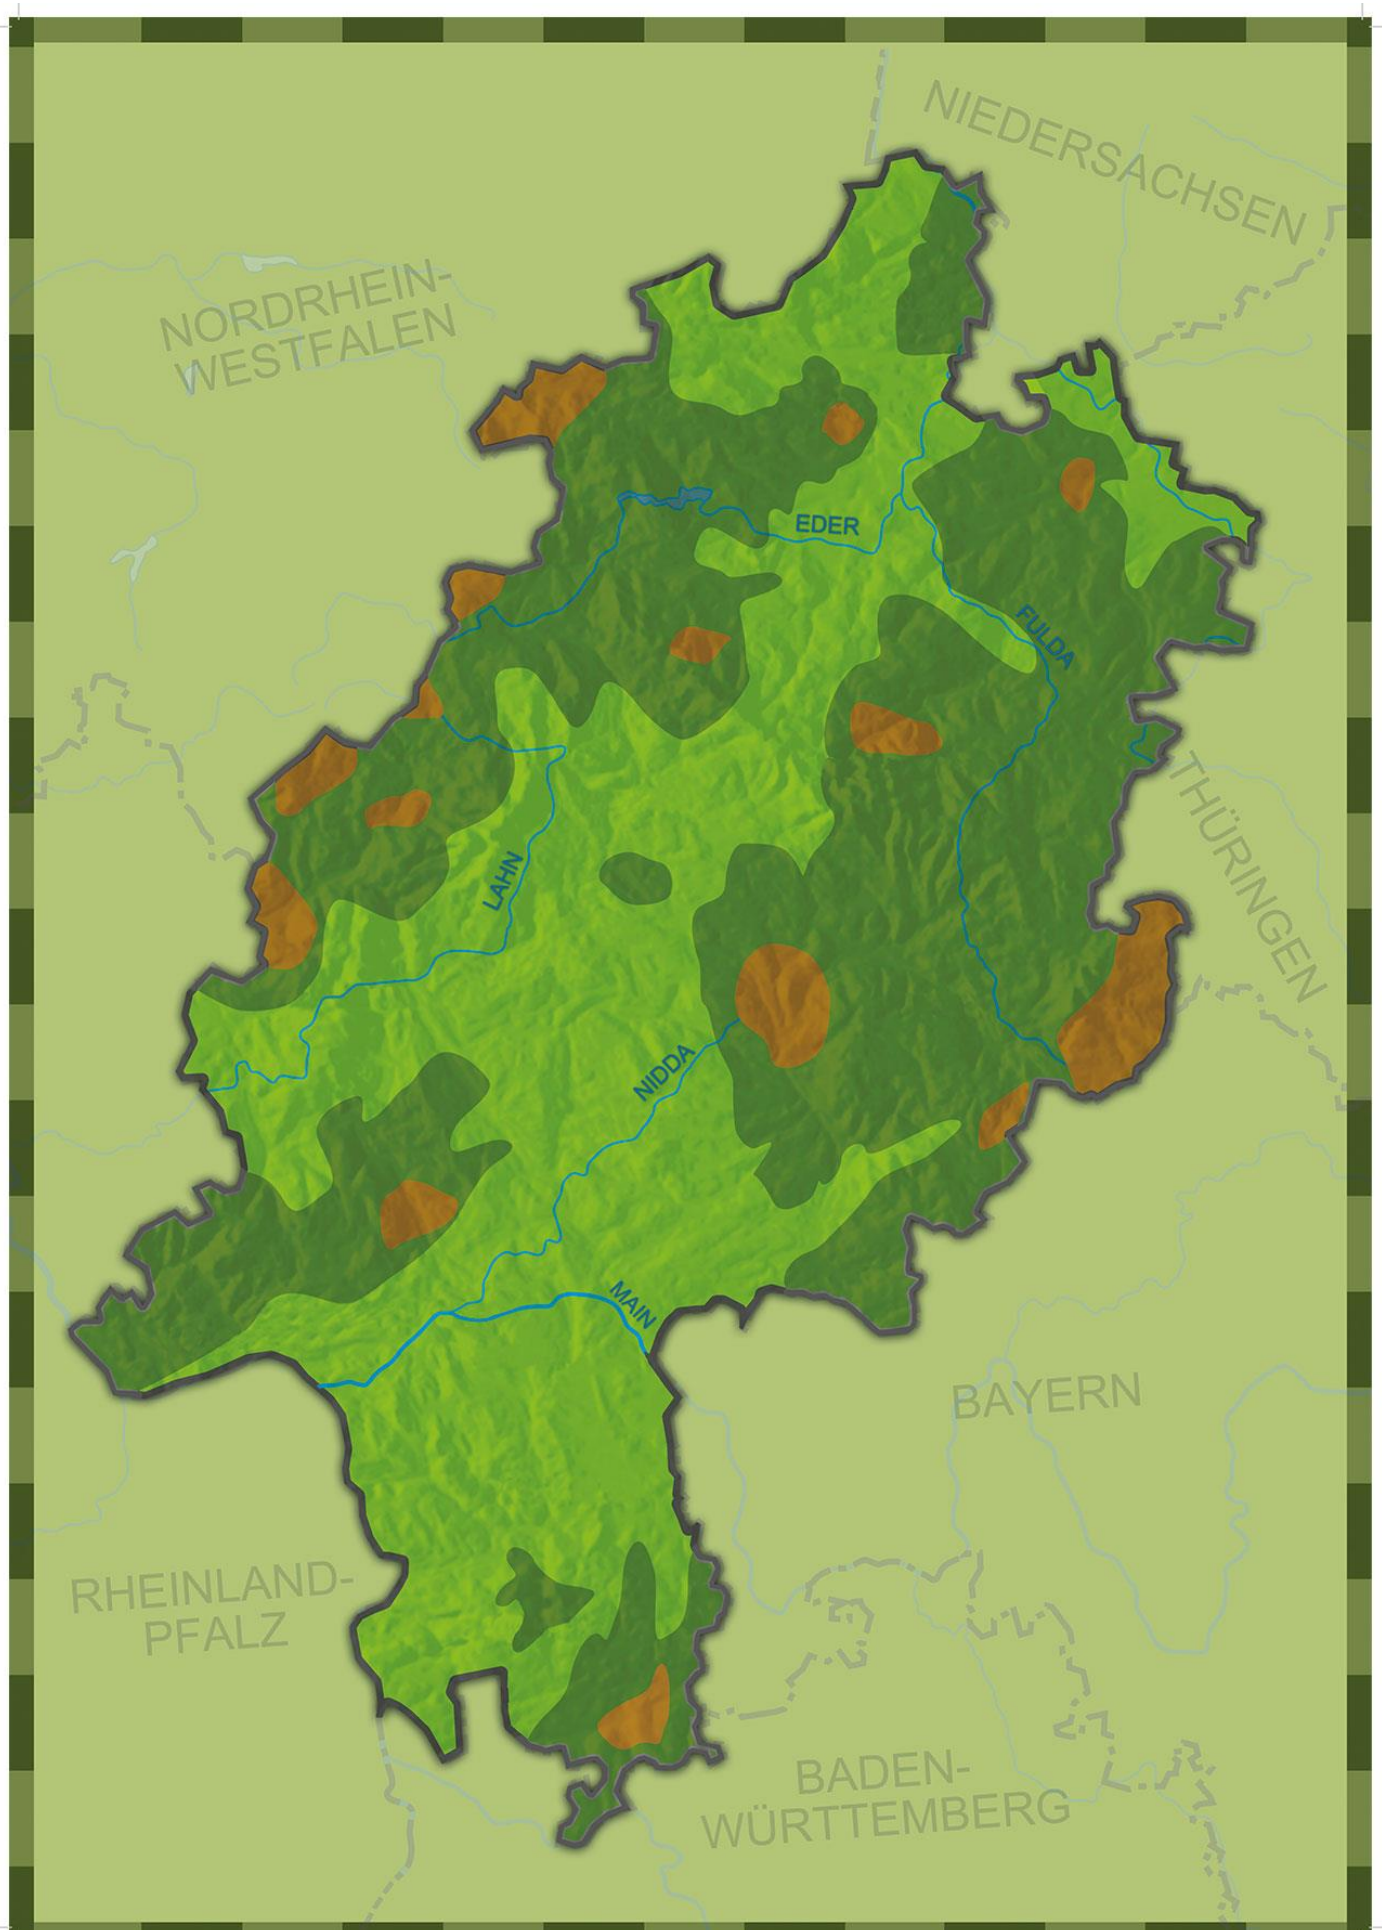 NIEDERSACHSEN
NORDRHEIN-
WESTFALEN
EDER
FULDA
THÜRINGEN
LAHN
NIDDA
MAIN
BAYERN
RHEINLAND-
PFALZ
BADEN-
WÜRTTEMBERG